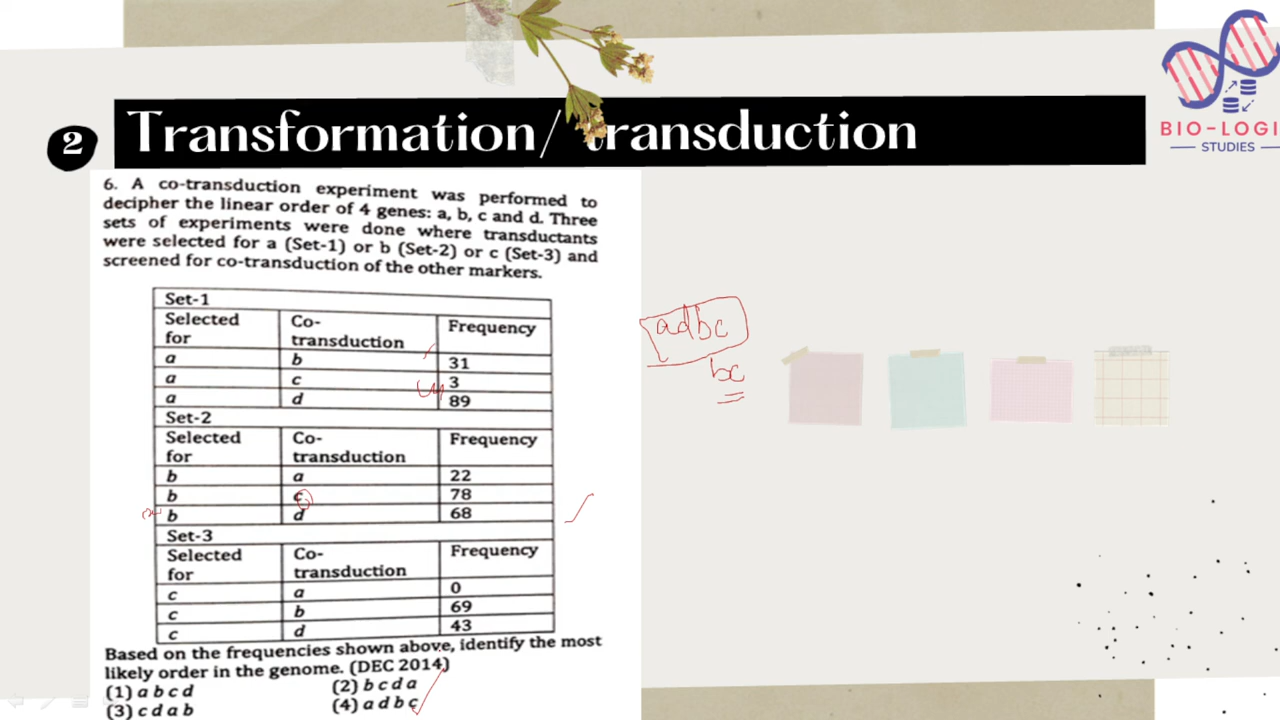 2
Transformation/ transduction
BIO-LOGI
STUDIES
6. A co-transduction experiment was performed to
decipher the linear order of 4 genes: a, b, c and d. Three
sets of experiments were done where transductants
were selected for a (Set-1) or b (Set-2) or c (Set-3) and
screened for co-transduction of the other markers.
Set-1
Selected for Co-transduction Frequency
a b 31
a c 3
a d 89
Set-2
Selected for Co-transduction Frequency
b a 22
b c 78
b d 68
Set-3
Selected for Co-transduction Frequency
c a 0
c b 69
c d 43
adbc
bc
Based on the frequencies shown above, identify the most
likely order in the genome. (DEC 2014)
(1) a b c d (2) b c d a
(3) c d a b (4) a d b c